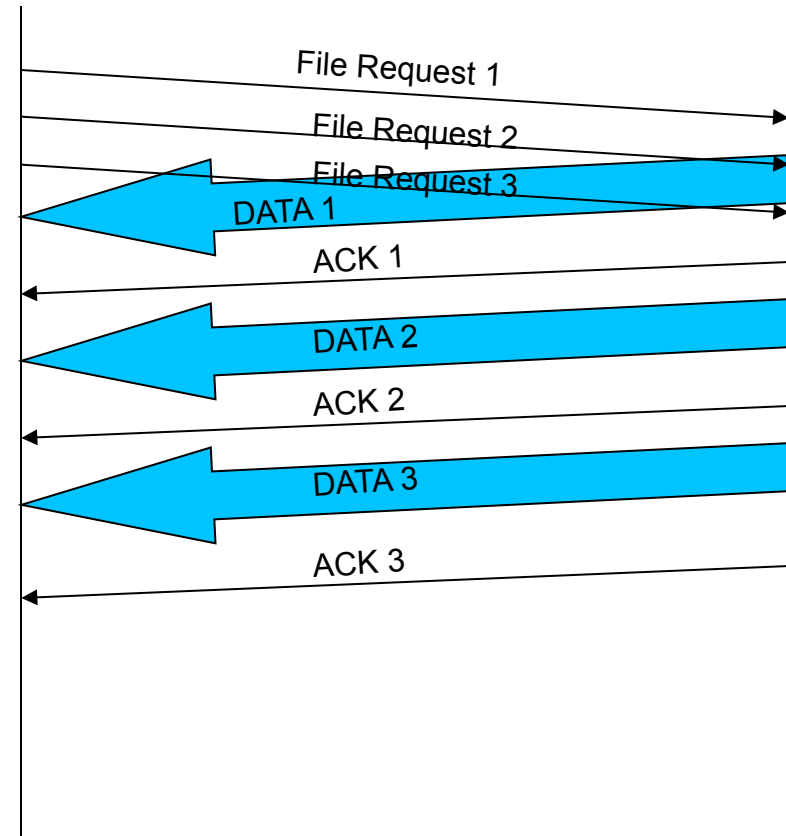 File Request 1
File Request 2
File Request 3
DATA 1
ACK 1
DATA 2
ACK 2
DATA 3
ACK 3